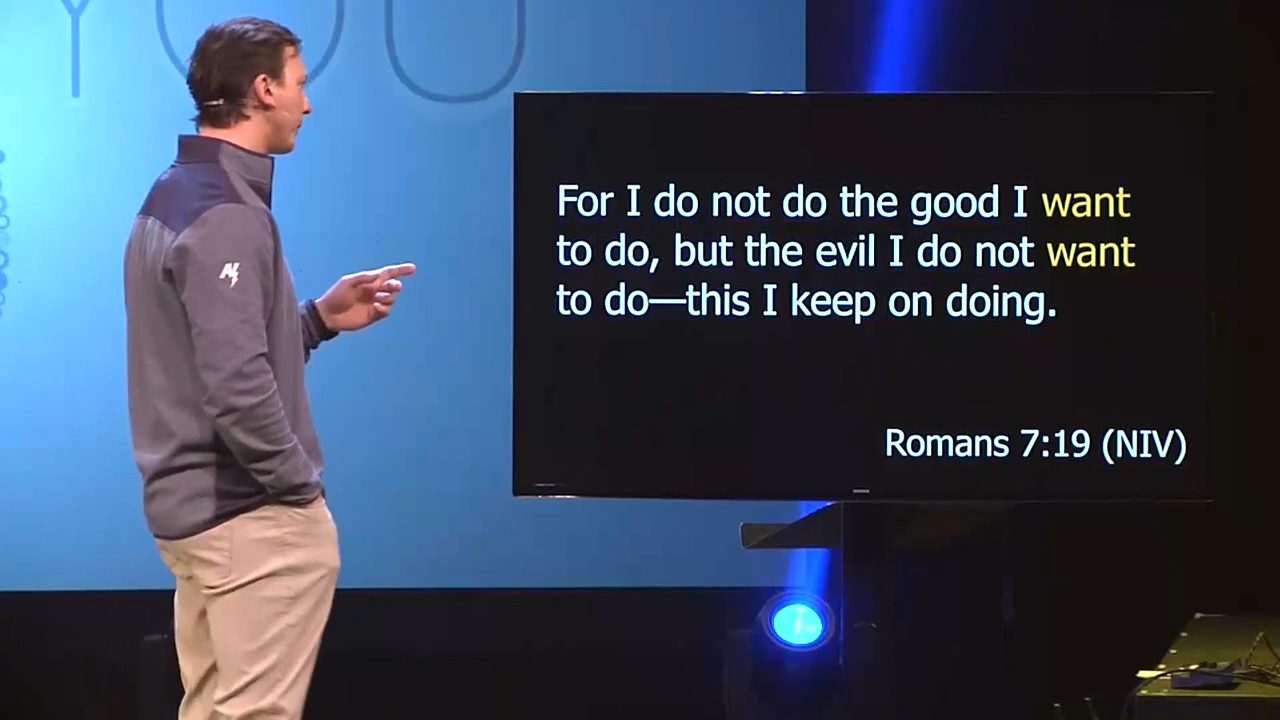 YOU
For I do not do the good I want
to do, but the evil I do not want
to do—this I keep on doing.
Romans 7:19 (NIV)